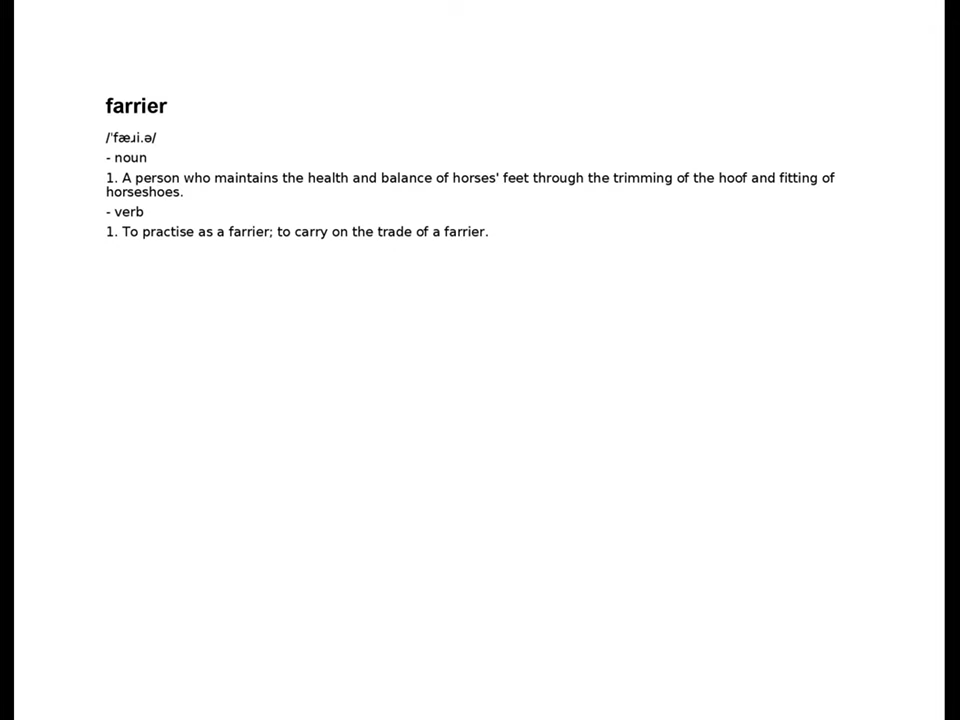 farrier
/ˈfæɹi.ə/
- noun
1. A person who maintains the health and balance of horses' feet through the trimming of the hoof and fitting of
horseshoes.
- verb
1. To practise as a farrier; to carry on the trade of a farrier.